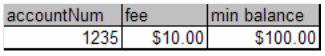 accountNum fee min balance
1235 $10.00 $100.00